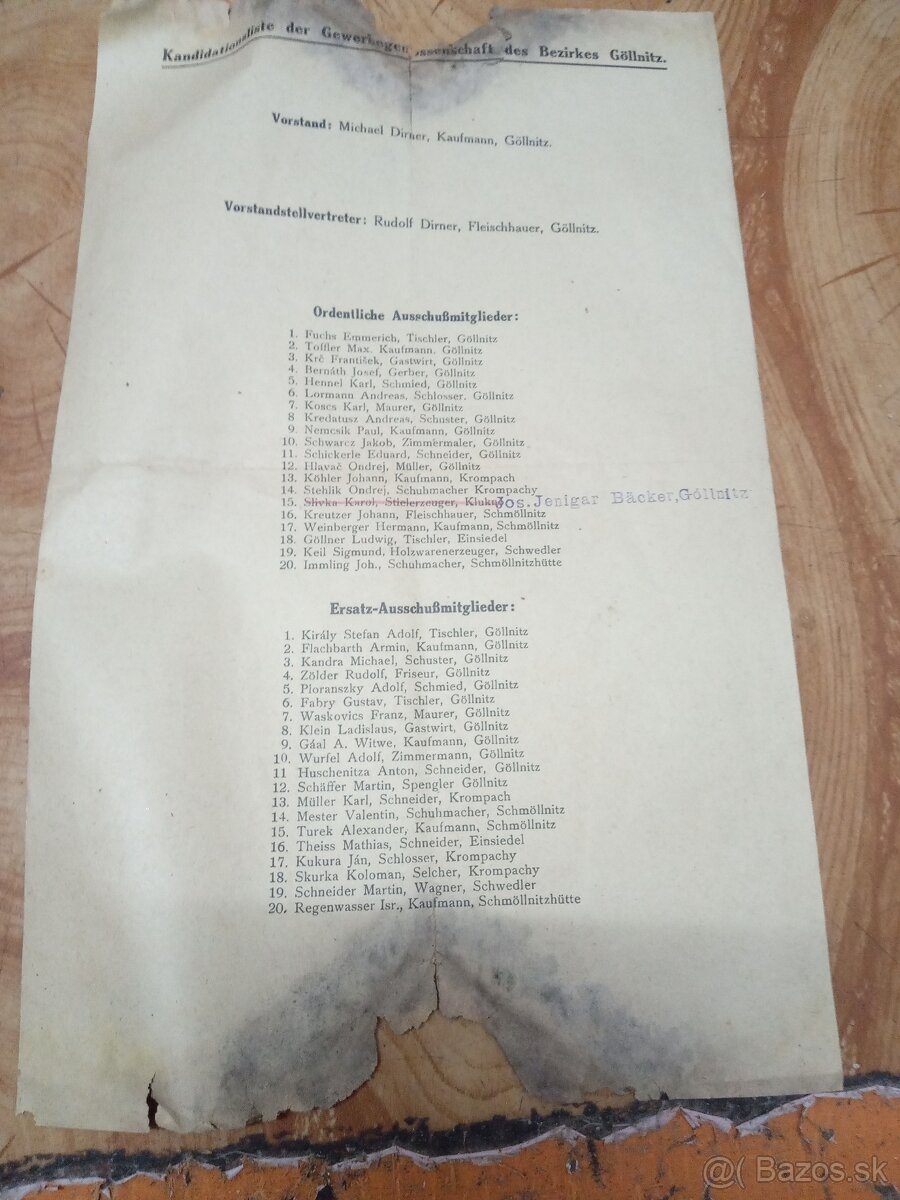 Kandidationsliste der Gewerbegenossenschaft des Bezirkes Göllnitz.
Vorstand: Michael Dirner, Kaufmann, Göllnitz.
Vorstandstellvertreter: Rudolf Dirner, Fleischhauer, Göllnitz.
Ordentliche Ausschußmitglieder:
1. Fuchs Emmerich, Tischler, Göllnitz
2. Toffler Max. Kaufmann, Göllnitz
3. Krč František, Gastwirt, Göllnitz
4. Bernáth Josef, Gerber, Göllnitz
5. Hennel Karl, Schmied, Göllnitz
6. Lormann Andreas, Schlosser, Göllnitz
7. Koscs Karl, Maurer, Göllnitz
8 Kredatusz Andreas, Schuster, Göllnitz
9. Nemcsik Paul, Kaufmann, Göllnitz
10. Schwarcz Jakob, Zimmermaler, Göllnitz
11. Schickerle Eduard, Schneider, Göllnitz
12. Hlavač Ondrej, Müller, Göllnitz
13. Köhler Johann, Kaufmann, Krompach
14. Stehlik Ondrej, Schuhmacher Krompachy
15. Slivka Karol, Stielerzeuger, Kluknó Jos. Jenigar Bäcker, Göllnitz
16. Kreutzer Johann, Fleischhauer, Schmöllnitz
17. Weinberger Hermann, Kaufmann, Schmöllnitz
18. Göllner Ludwig, Tischler, Einsiedel
19. Keil Sigmund, Holzwarenerzeuger, Schwedler
20. Immling Joh., Schuhmacher, Schmöllnitzhütte
Ersatz-Ausschußmitglieder:
1. Király Stefan Adolf, Tischler, Göllnitz
2. Flachbarth Armin, Kaufmann, Göllnitz
3. Kandra Michael, Schuster, Göllnitz
4. Zölder Rudolf, Friseur, Göllnitz
5. Ploranszky Adolf, Schmied, Göllnitz
6. Fabry Gustav, Tischler, Göllnitz
7. Waskovics Franz, Maurer, Göllnitz
8. Klein Ladislaus, Gastwirt, Göllnitz
9. Gáal A. Witwe, Kaufmann, Göllnitz
10. Wurfel Adolf, Zimmermann, Göllnitz
11 Huschenitza Anton, Schneider, Göllnitz
12. Schäffer Martin, Spengler Göllnitz
13. Müller Karl, Schneider, Krompach
14. Mester Valentin, Schuhmacher, Schmöllnitz
15. Turek Alexander, Kaufmann, Schmöllnitz
16. Theiss Mathias, Schneider, Einsiedel
17. Kukura Ján, Schlosser, Krompachy
18. Skurka Koloman, Selcher, Krompachy
19. Schneider Martin, Wagner, Schwedler
20. Regenwasser Isr., Kaufmann, Schmöllnitzhütte
@( Bazos.sk